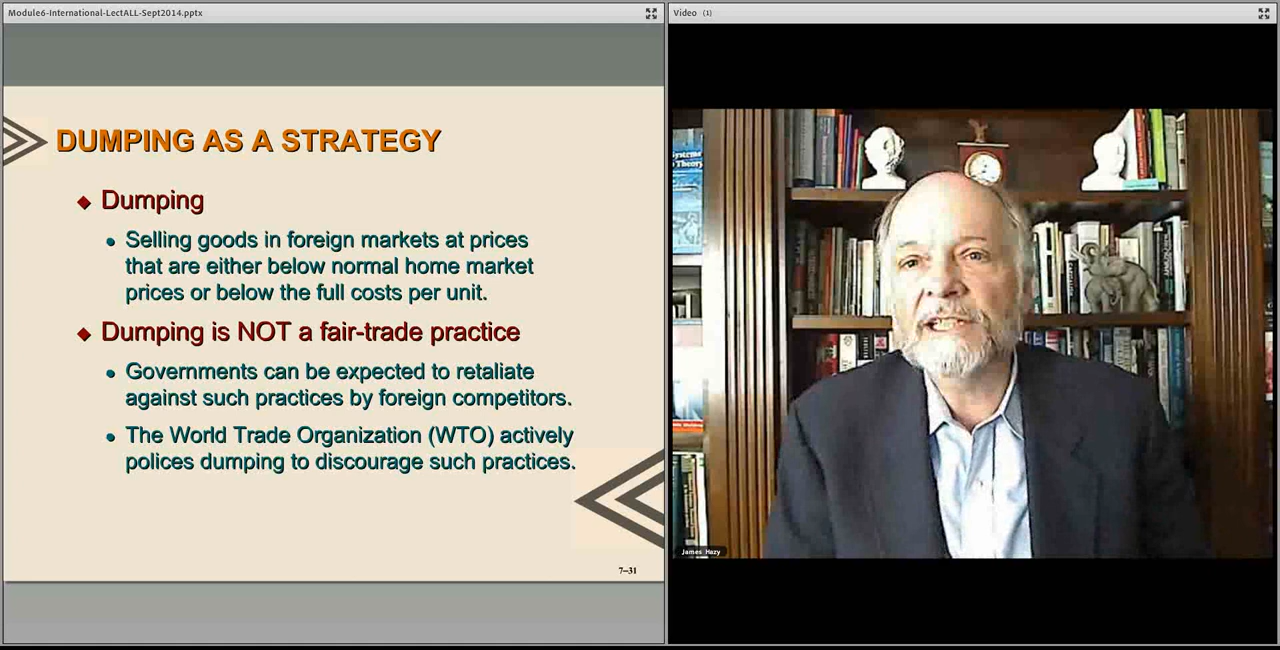 Module6-International-LectALL-Sept2014.pptx
Video (1)
DUMPING AS A STRATEGY
Dumping
Selling goods in foreign markets at prices
that are either below normal home market
prices or below the full costs per unit.
Dumping is NOT a fair-trade practice
Governments can be expected to retaliate
against such practices by foreign competitors.
The World Trade Organization (WTO) actively
polices dumping to discourage such practices.
7–31
Systems
Theory
James Hazy